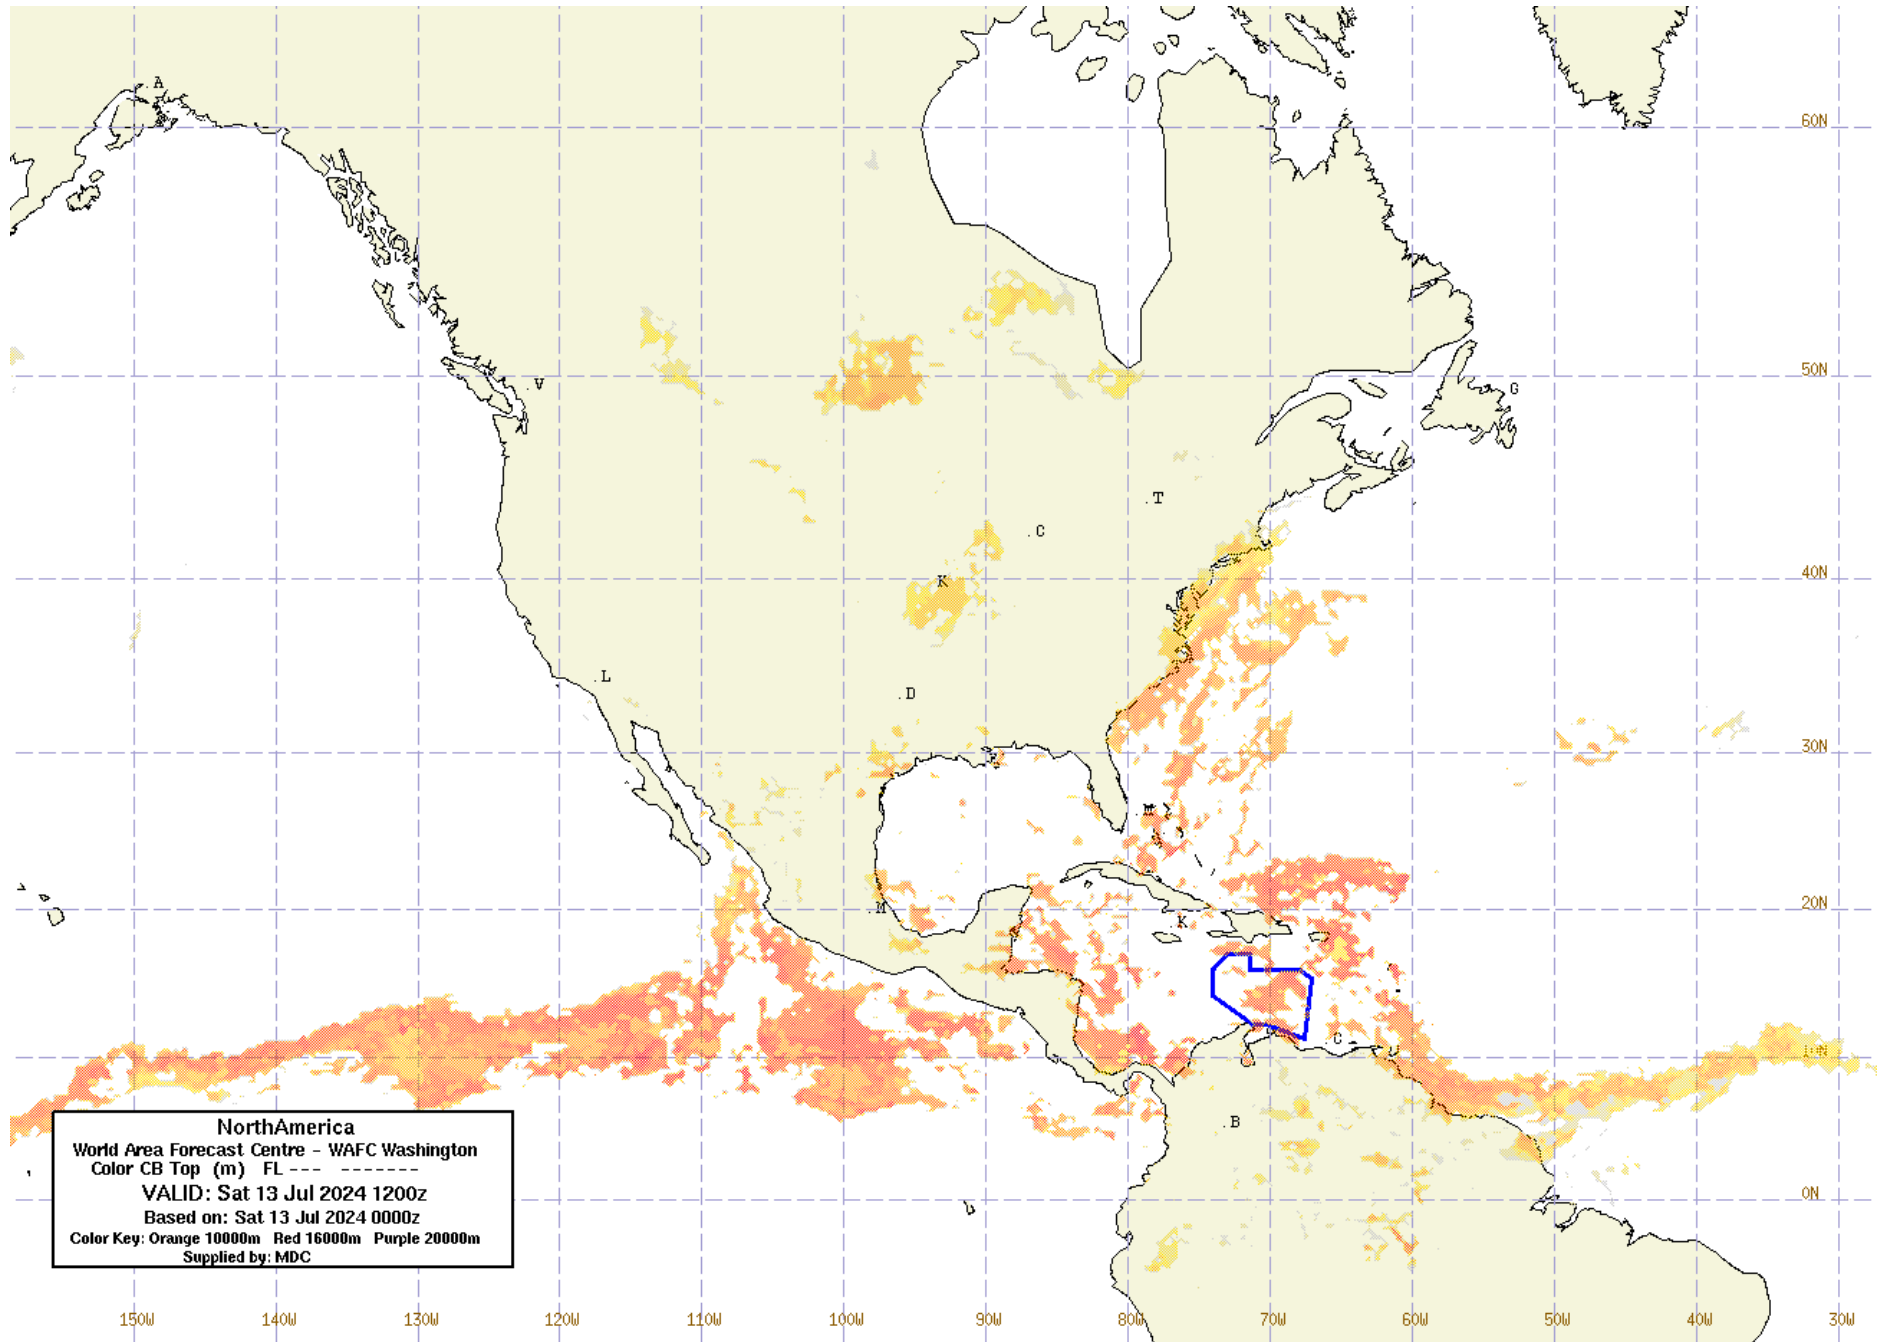 A
60N
50N
V
G
T
C
40N
K
L
D
30N
m
20N
M
K
C
10N
B
0N
NorthAmerica
World Area Forecast Centre - WAFC Washington
Color CB Top (m) FL --- -------
VALID: Sat 13 Jul 2024 1200z
Based on: Sat 13 Jul 2024 0000z
Color Key: Orange 10000m Red 16000m Purple 20000m
Supplied by: MDC
150W 140W 130W 120W 110W 100W 90W 80W 70W 60W 50W 40W 30W